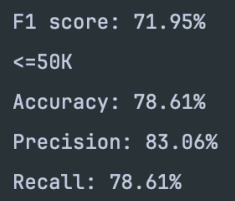 F1 score: 71.95%
<=50K
Accuracy: 78.61%
Precision: 83.06%
Recall: 78.61%